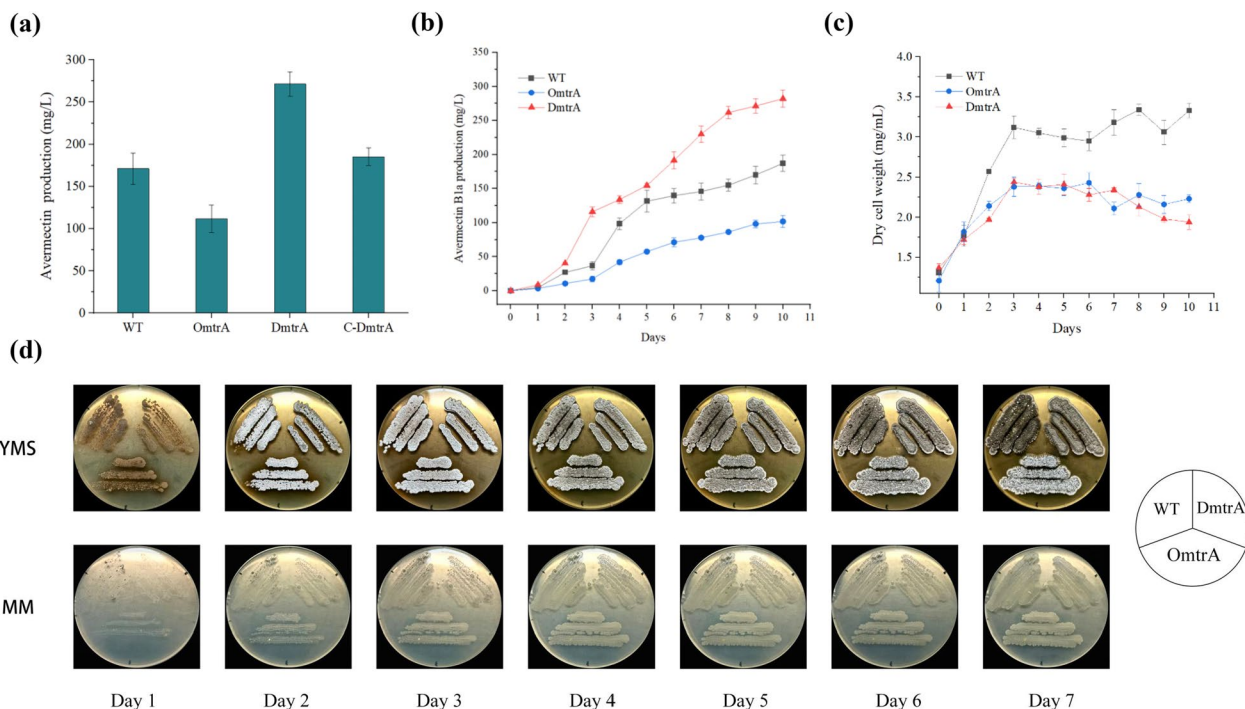 (a)
Avermectin production (mg/L)
300
250
200
150
100
50
0
WT
OmtrA
DmtrA
C-DmtrA
(b)
Avermectin B1a production (mg/L)
350
300
250
200
150
100
50
0
WT
OmtrA
DmtrA
0 1 2 3 4 5 6 7 8 9 10 11
Days
(c)
Dry cell weight (mg/mL)
4.0
3.5
3.0
2.5
2.0
1.5
WT
OmtrA
DmtrA
0 1 2 3 4 5 6 7 8 9 10 11
Days
(d)
YMS
MM
Day 1
Day 2
Day 3
Day 4
Day 5
Day 6
Day 7
WT
DmtrA
OmtrA